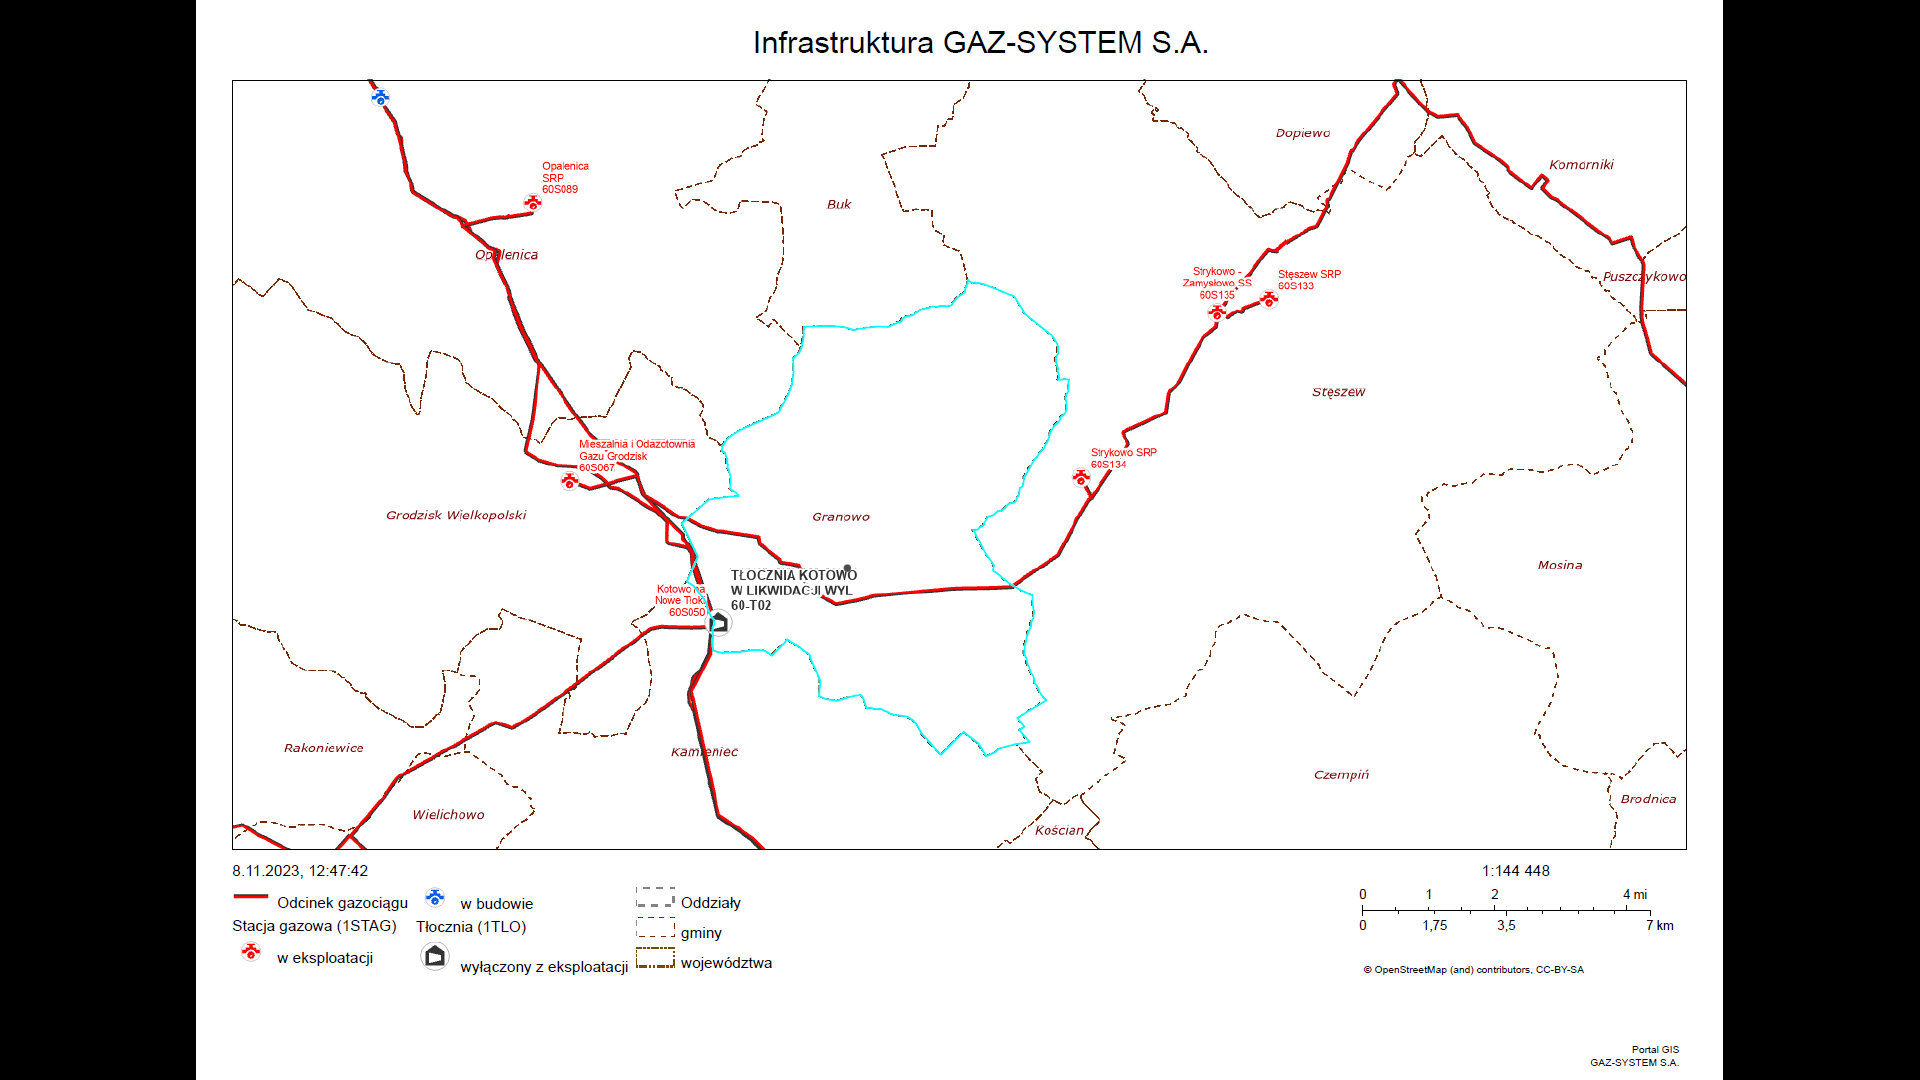 Infrastruktura GAZ-SYSTEM S.A.
Dopiewo
Komorniki
Opalenica
SRP
60S089
Buk
Opalenica
Strykowo -
Zamysłowo SS
60S135
Stęszew SRP
60S133
Puszczykowo
Stęszew
Mieszalnia i Odazotownia
Gazu Grodzisk
60S067
Strykowo SRP
60S134
Grodzisk Wielkopolski
Granowo
Mosina
TŁOCZNIA KOTOWO
W LIKWIDACJI WYL
60-T02
Kotowo na
Nowe Tłok
60S050
Rakoniewice
Kamieniec
Czempiń
Brodnica
Wielichowo
Kościan
8.11.2023, 12:47:42
1:144 448
Odcinek gazociągu
w budowie
Oddziały
Stacja gazowa (1STAG)
Tłocznia (1TLO)
gminy
w eksploatacji
wyłączony z eksploatacji
województwa
0 1 2 4 mi
0 1,75 3,5 7 km
© OpenStreetMap (and) contributors, CC-BY-SA
Portal GIS
GAZ-SYSTEM S.A.